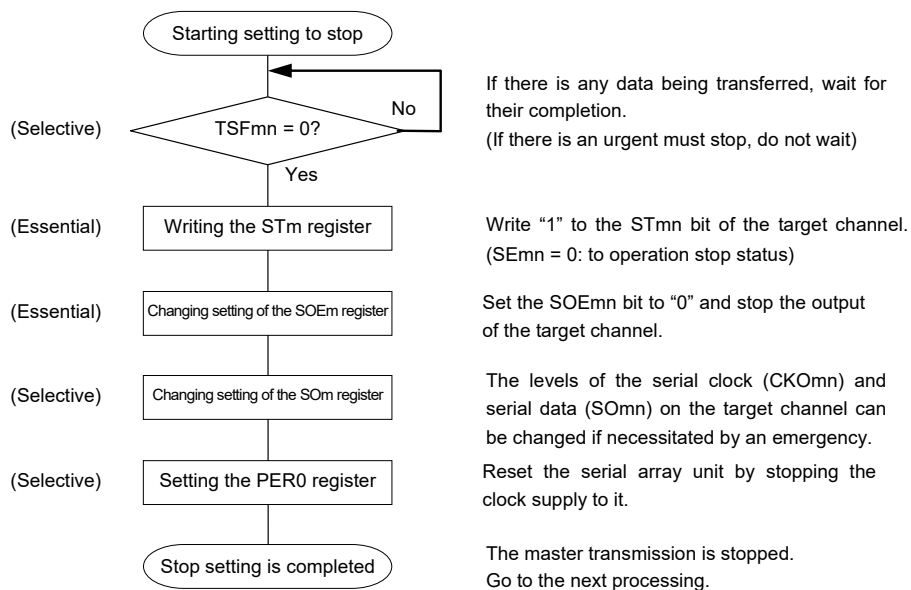 Starting setting to stop
If there is any data being transferred, wait for
their completion.
(If there is an urgent must stop, do not wait)
No
(Selective)
TSFmn = 0?
Yes
(Essential)
Writing the STm register
Write “1” to the STmn bit of the target channel.
(SEmn = 0: to operation stop status)
(Essential)
Changing setting of the SOEm register
Set the SOEmn bit to “0” and stop the output
of the target channel.
(Selective)
Changing setting of the SOm register
The levels of the serial clock (CKOmn) and
serial data (SOmn) on the target channel can
be changed if necessitated by an emergency.
(Selective)
Setting the PER0 register
Reset the serial array unit by stopping the
clock supply to it.
Stop setting is completed
The master transmission is stopped.
Go to the next processing.